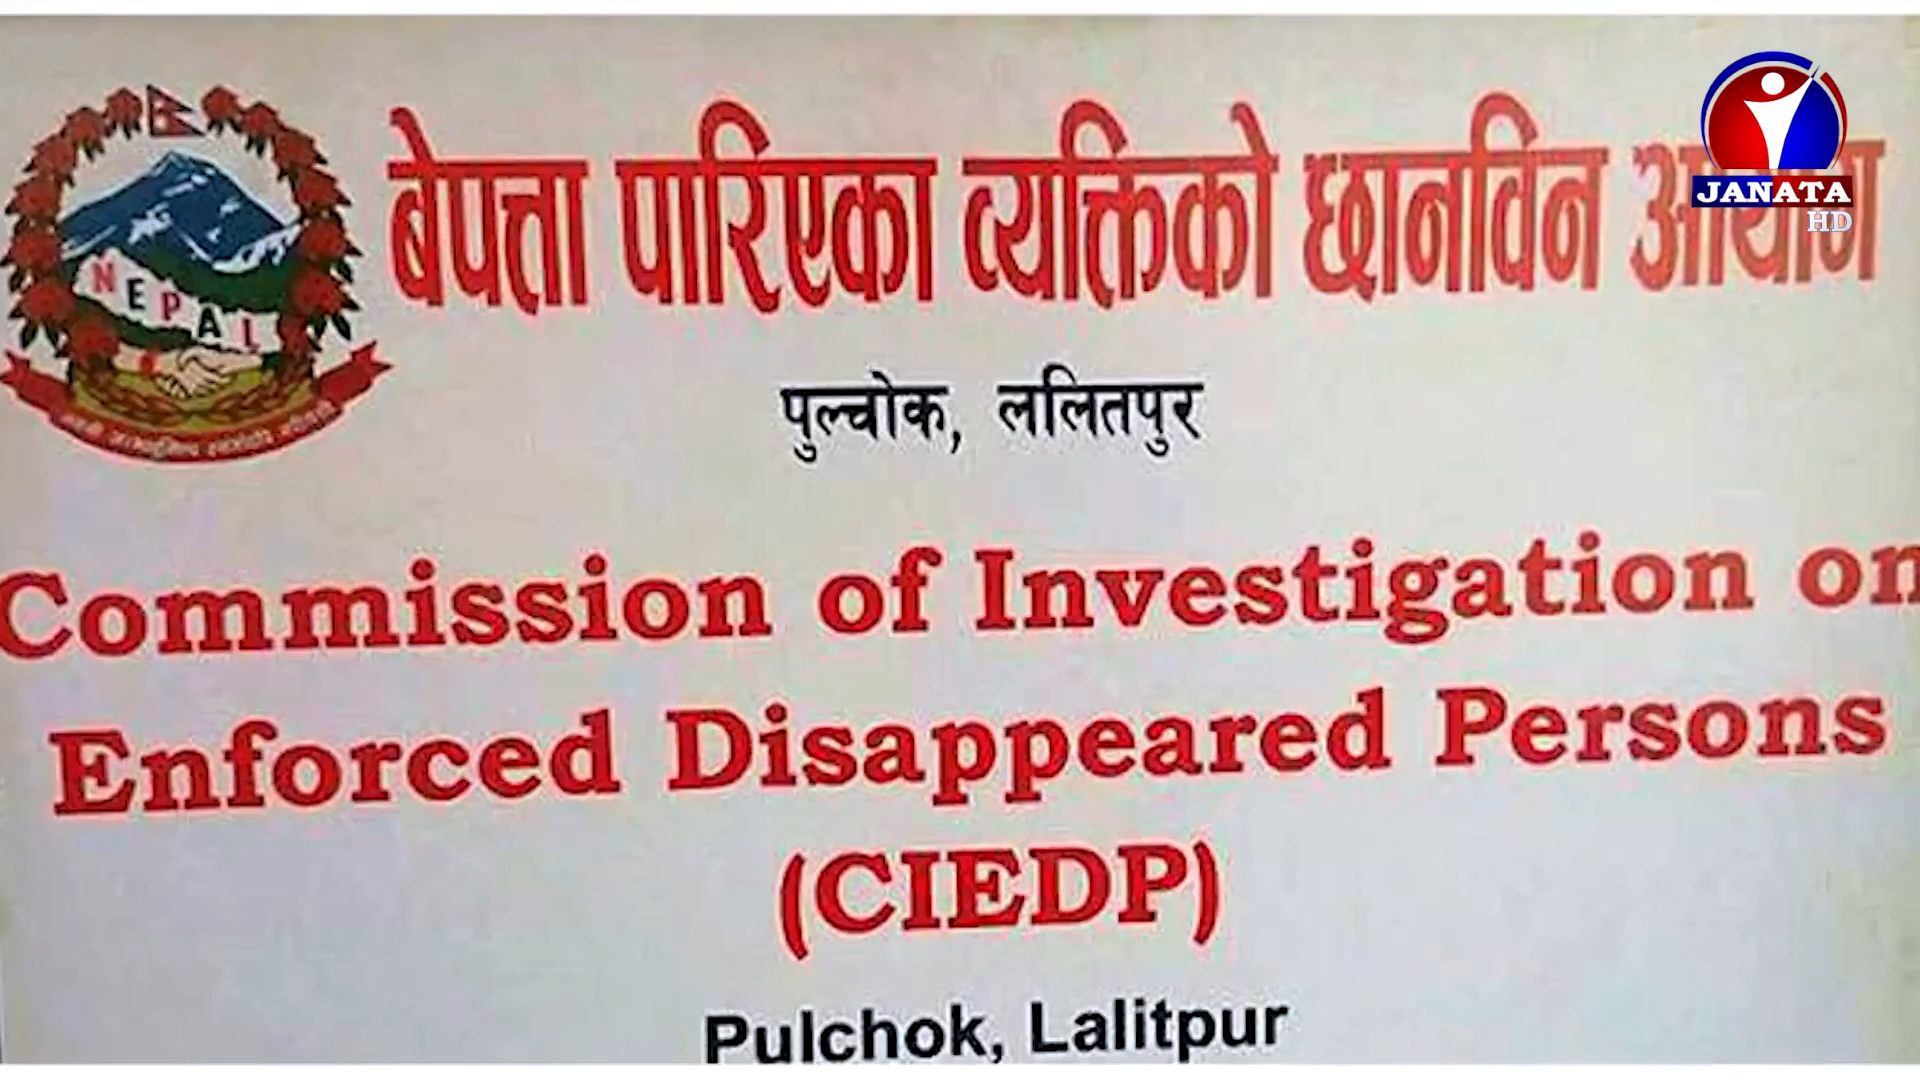 बेपत्ता पारिएका व्यक्तिको छानविन आयोग
पुल्चोक, ललितपुर
Commission of Investigation on
Enforced Disappeared Persons
(CIEDP)
Pulchok, Lalitpur
NEPAL
JANATA
HD